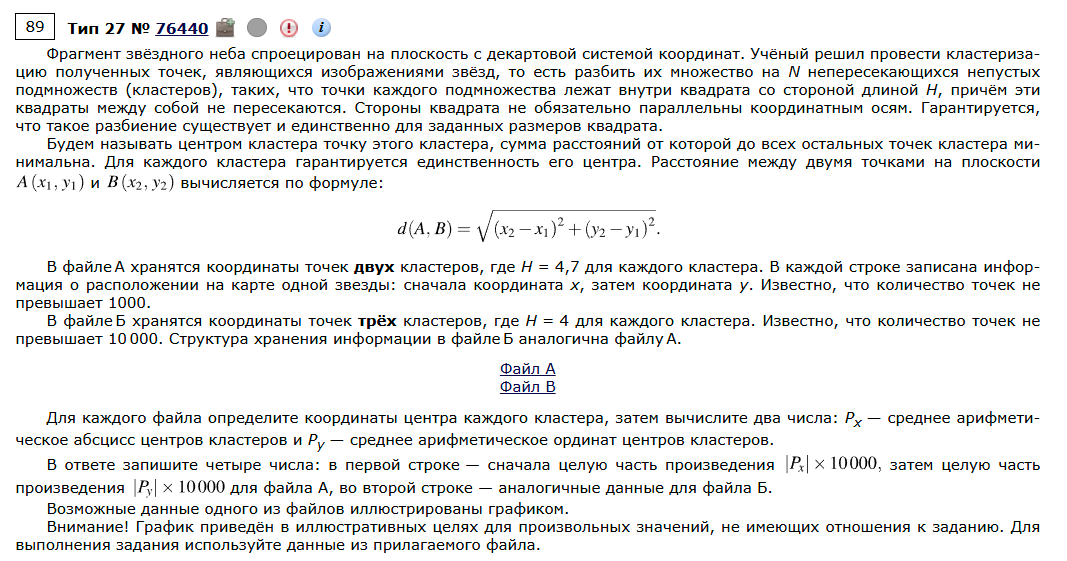 89 Тип 27 № 76440
Фрагмент звёздного неба спроецирован на плоскость с декартовой системой координат. Учёный решил провести кластериза-
цию полученных точек, являющихся изображениями звёзд, то есть разбить их множество на N непересекающихся непустых
подмножеств (кластеров), таких, что точки каждого подмножества лежат внутри квадрата со стороной длиной H, причём эти
квадраты между собой не пересекаются. Стороны квадрата не обязательно параллельны координатным осям. Гарантируется,
что такое разбиение существует и единственно для заданных размеров квадрата.
Будем называть центром кластера точку этого кластера, сумма расстояний от которой до всех остальных точек кластера ми-
нимальна. Для каждого кластера гарантируется единственность его центра. Расстояние между двумя точками на плоскости
A (x₁, y₁) и B (x₂, y₂) вычисляется по формуле:
d(A, B) = √((x₂ − x₁)² + (y₂ − y₁)²).
В файле А хранятся координаты точек двух кластеров, где H = 4,7 для каждого кластера. В каждой строке записана инфор-
мация о расположении на карте одной звезды: сначала координата x, затем координата y. Известно, что количество точек не
превышает 1000.
В файле Б хранятся координаты точек трёх кластеров, где H = 4 для каждого кластера. Известно, что количество точек не
превышает 10 000. Структура хранения информации в файле Б аналогична файлу А.
Файл А
Файл В
Для каждого файла определите координаты центра каждого кластера, затем вычислите два числа: Pₓ — среднее арифмети-
ческое абсцисс центров кластеров и P_y — среднее арифметическое ординат центров кластеров.
В ответе запишите четыре числа: в первой строке — сначала целую часть произведения |Pₓ| × 10 000, затем целую часть
произведения |P_y| × 10 000 для файла А, во второй строке — аналогичные данные для файла Б.
Возможные данные одного из файлов иллюстрированы графиком.
Внимание! График приведён в иллюстративных целях для произвольных значений, не имеющих отношения к заданию. Для
выполнения задания используйте данные из прилагаемого файла.